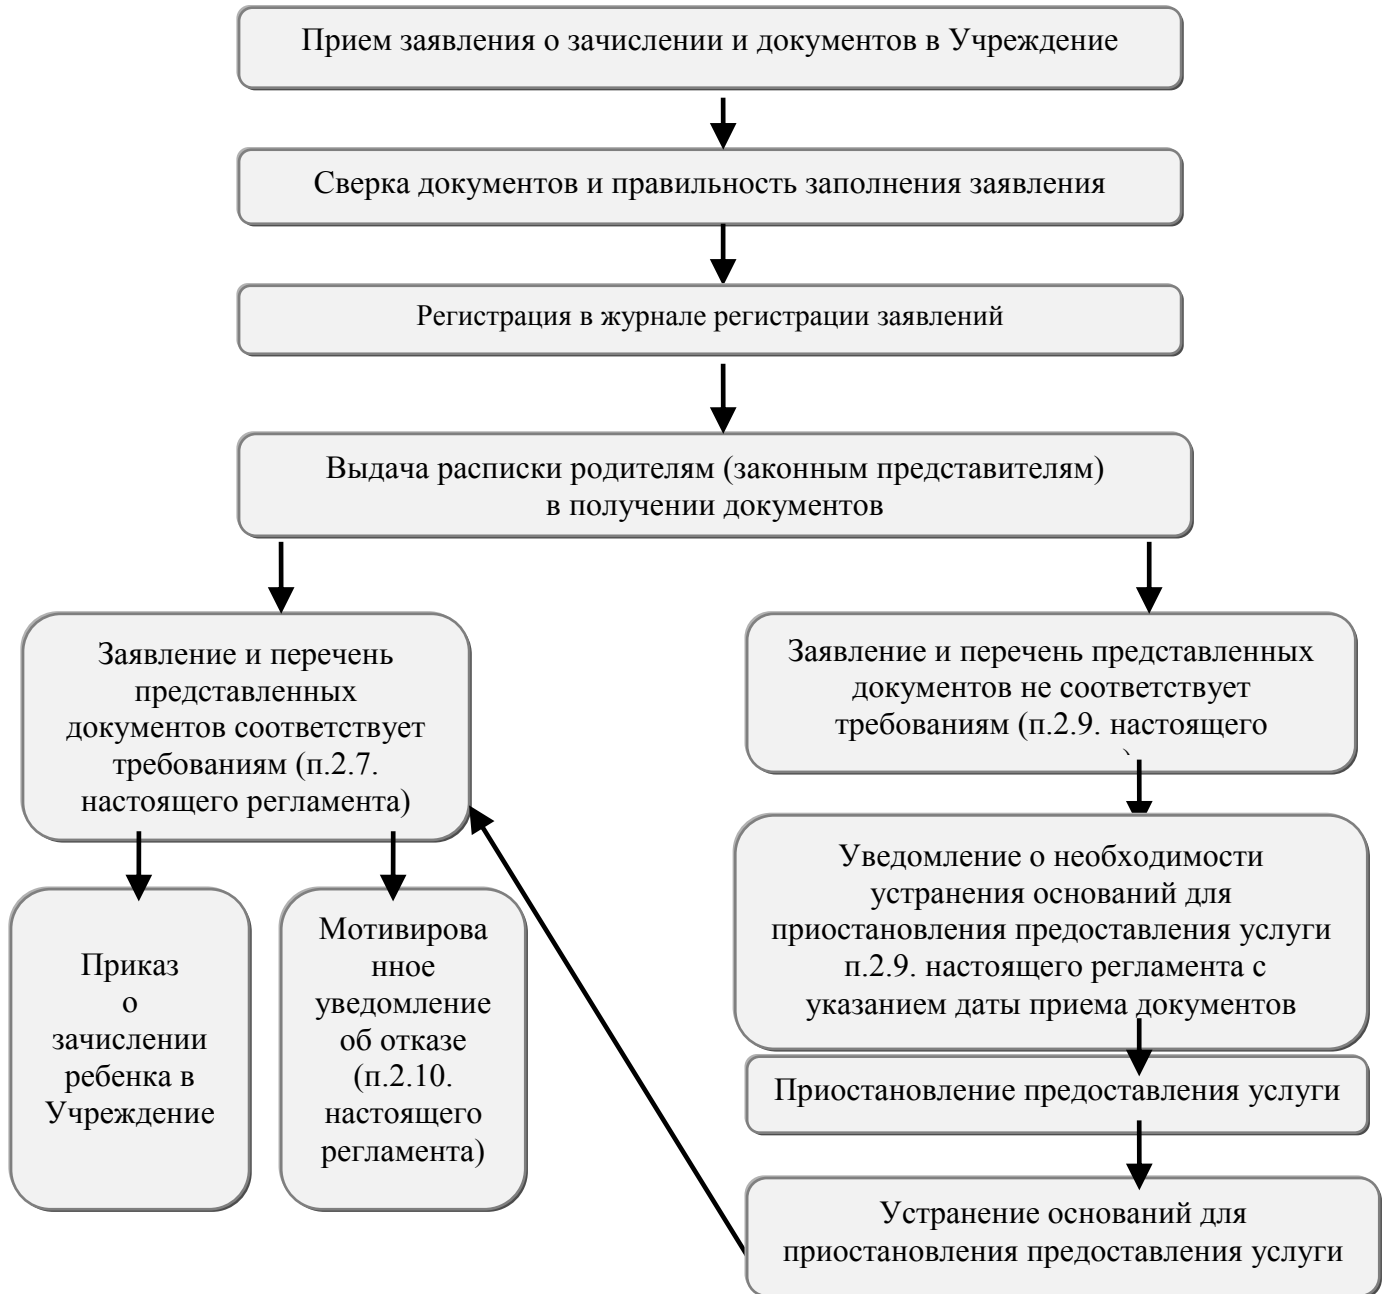 Прием заявления о зачислении и документов в Учреждение
Сверка документов и правильность заполнения заявления
Регистрация в журнале регистрации заявлений
Выдача расписки родителям (законным представителям)
в получении документов
Заявление и перечень
представленных
документов соответствует
требованиям (п.2.7.
настоящего регламента)
Заявление и перечень представленных
документов не соответствует
требованиям (п.2.9. настоящего
Приказ
о
зачислении
ребенка в
Учреждение
Мотивирова
нное
уведомление
об отказе
(п.2.10.
настоящего
регламента)
Уведомление о необходимости
устранения оснований для
приостановления предоставления услуги
п.2.9. настоящего регламента с
указанием даты приема документов
Приостановление предоставления услуги
Устранение оснований для
приостановления предоставления услуги